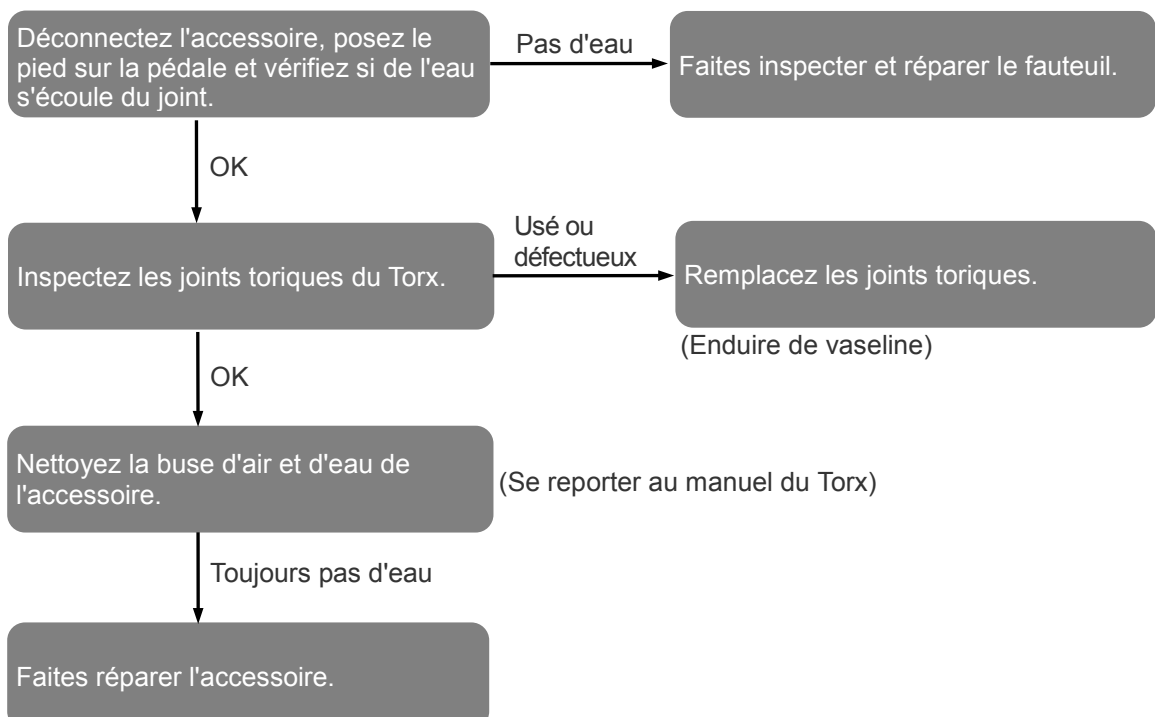 Déconnectez l'accessoire, posez le
pied sur la pédale et vérifiez si de l'eau
s'écoule du joint.
Pas d'eau
Faites inspecter et réparer le fauteuil.
OK
Inspectez les joints toriques du Torx.
Usé ou
défectueux
Remplacez les joints toriques.
(Enduire de vaseline)
OK
Nettoyez la buse d'air et d'eau de
l'accessoire.
(Se reporter au manuel du Torx)
Toujours pas d'eau
Faites réparer l'accessoire.